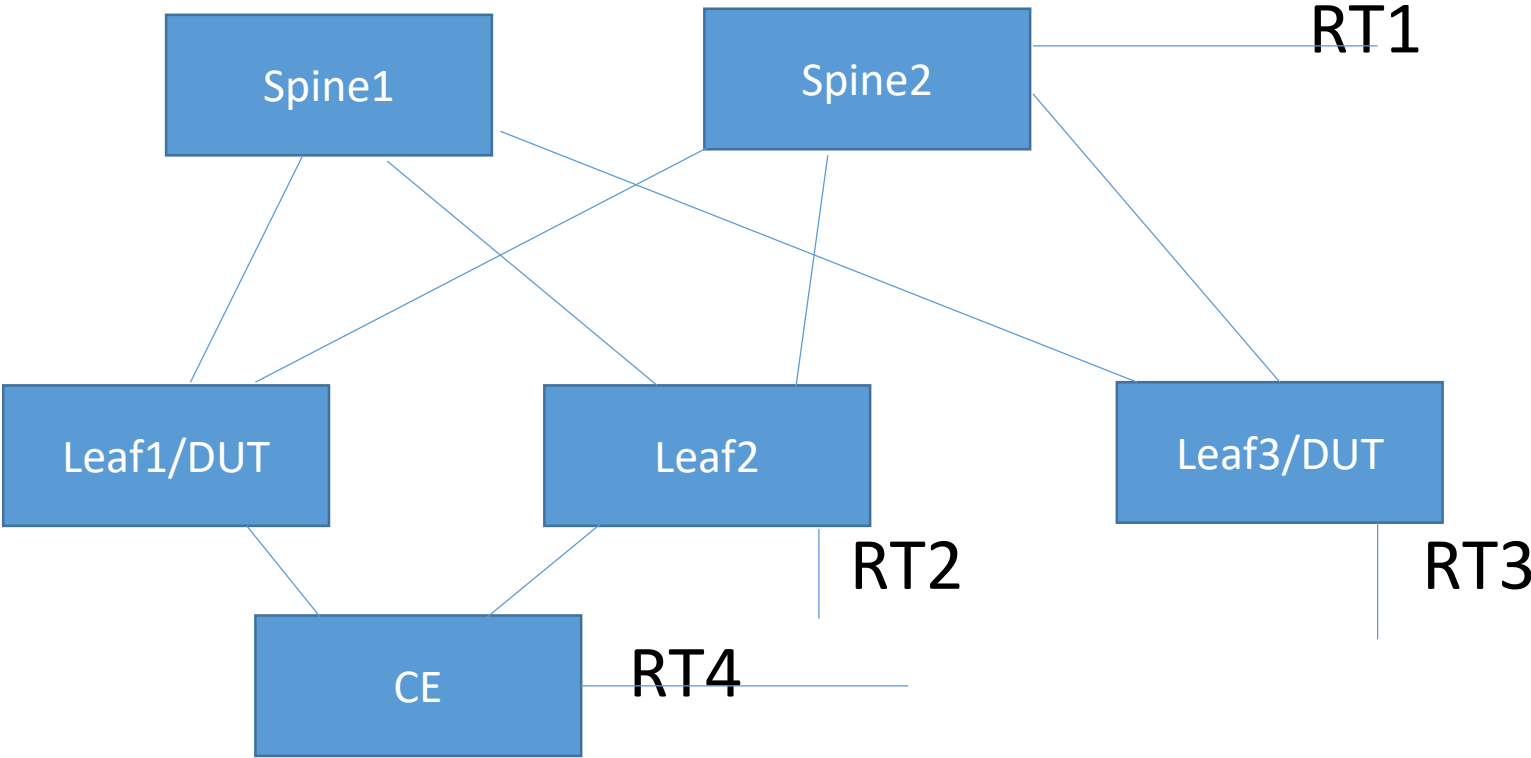 RT1
Spine1
Spine2
Leaf1/DUT
Leaf2
Leaf3/DUT
RT2
RT3
RT4
CE